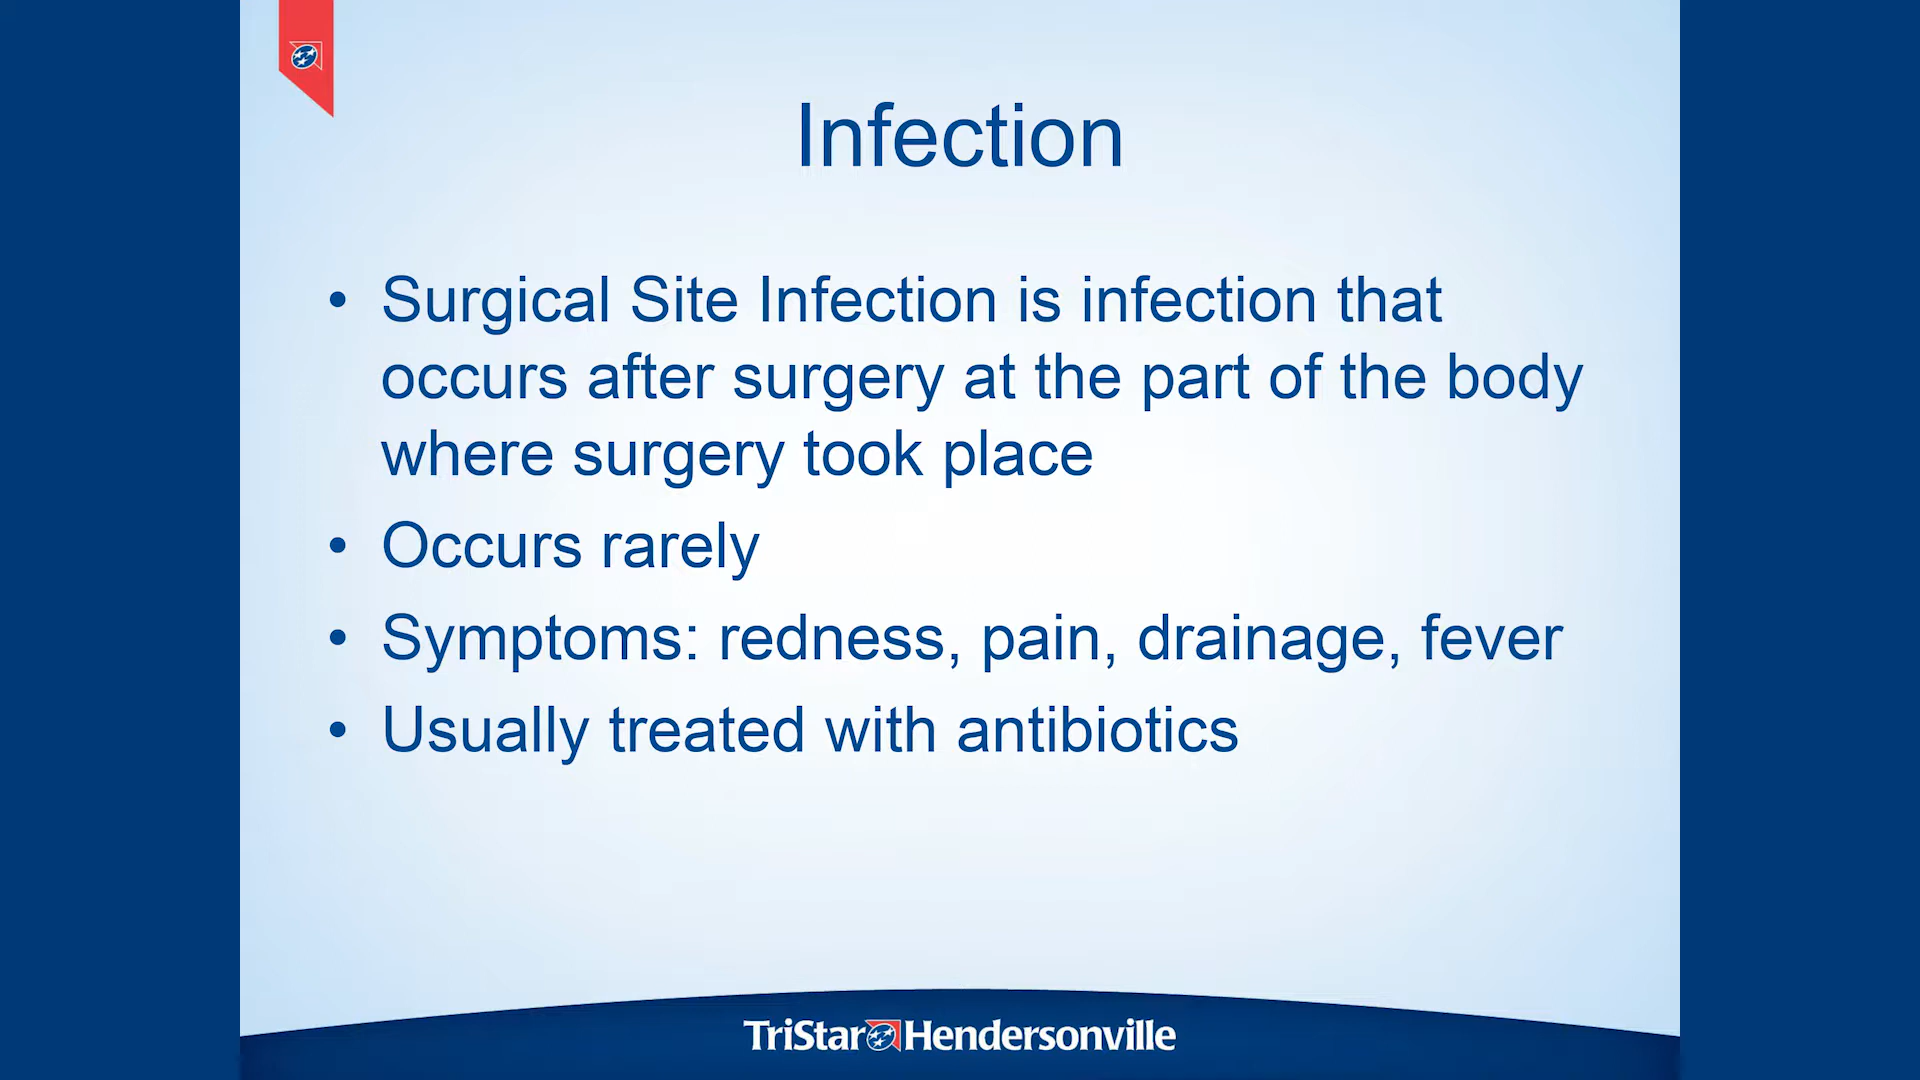 Infection
• Surgical Site Infection is infection that
occurs after surgery at the part of the body
where surgery took place
• Occurs rarely
• Symptoms: redness, pain, drainage, fever
• Usually treated with antibiotics
TriStar Hendersonville